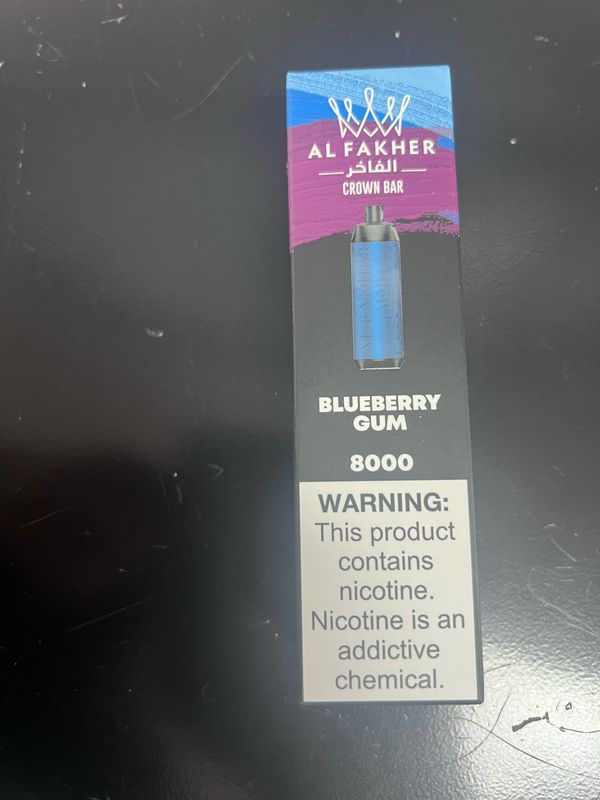 AL FAKHER
الفاخر
CROWN BAR
BLUEBERRY
GUM
8000
WARNING:
This product
contains
nicotine.
Nicotine is an
addictive
chemical.